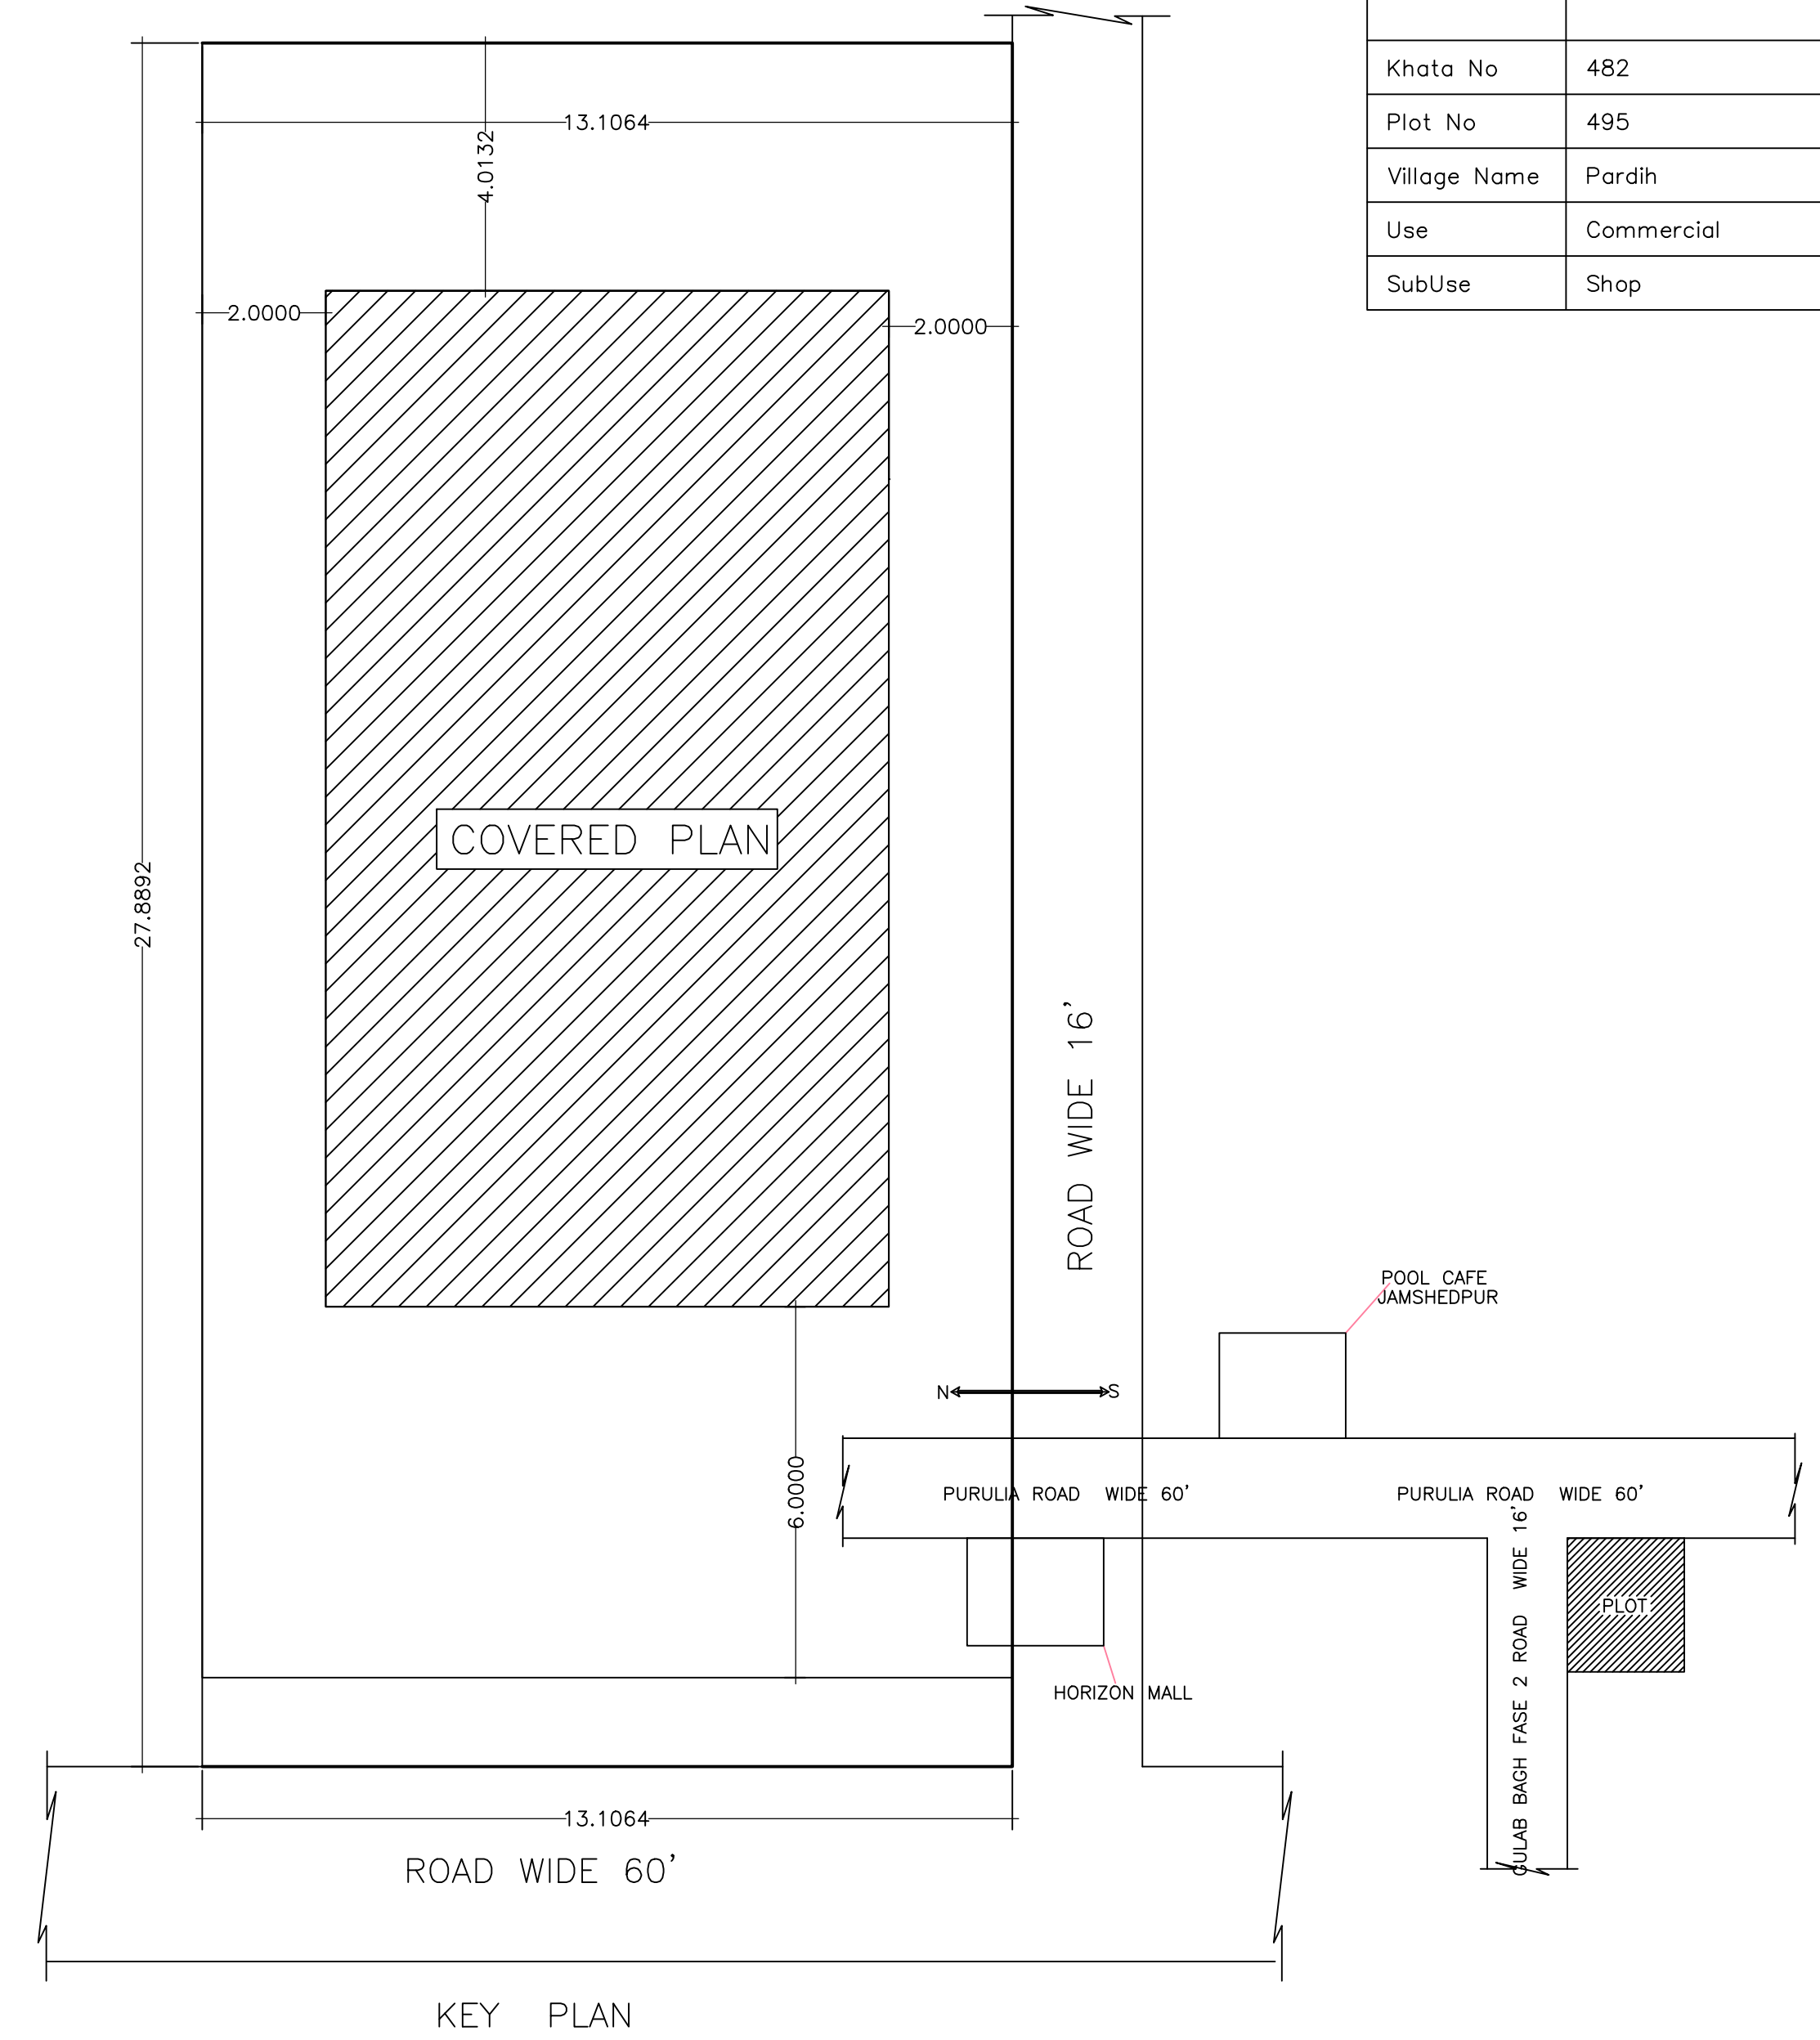 Khata No 482
Plot No 495
Village Name Pardih
Use Commercial
SubUse Shop
13.1064
4.0132
2.0000
2.0000
COVERED PLAN
27.8892
ROAD WIDE 16'
POOL CAFE
JAMSHEDPUR
N
S
6.0000
PURULIA ROAD WIDE 60'
PURULIA ROAD WIDE 60'
GULAB BAGH FASE 2 ROAD WIDE 16'
PLOT
HORIZON MALL
13.1064
ROAD WIDE 60'
KEY PLAN